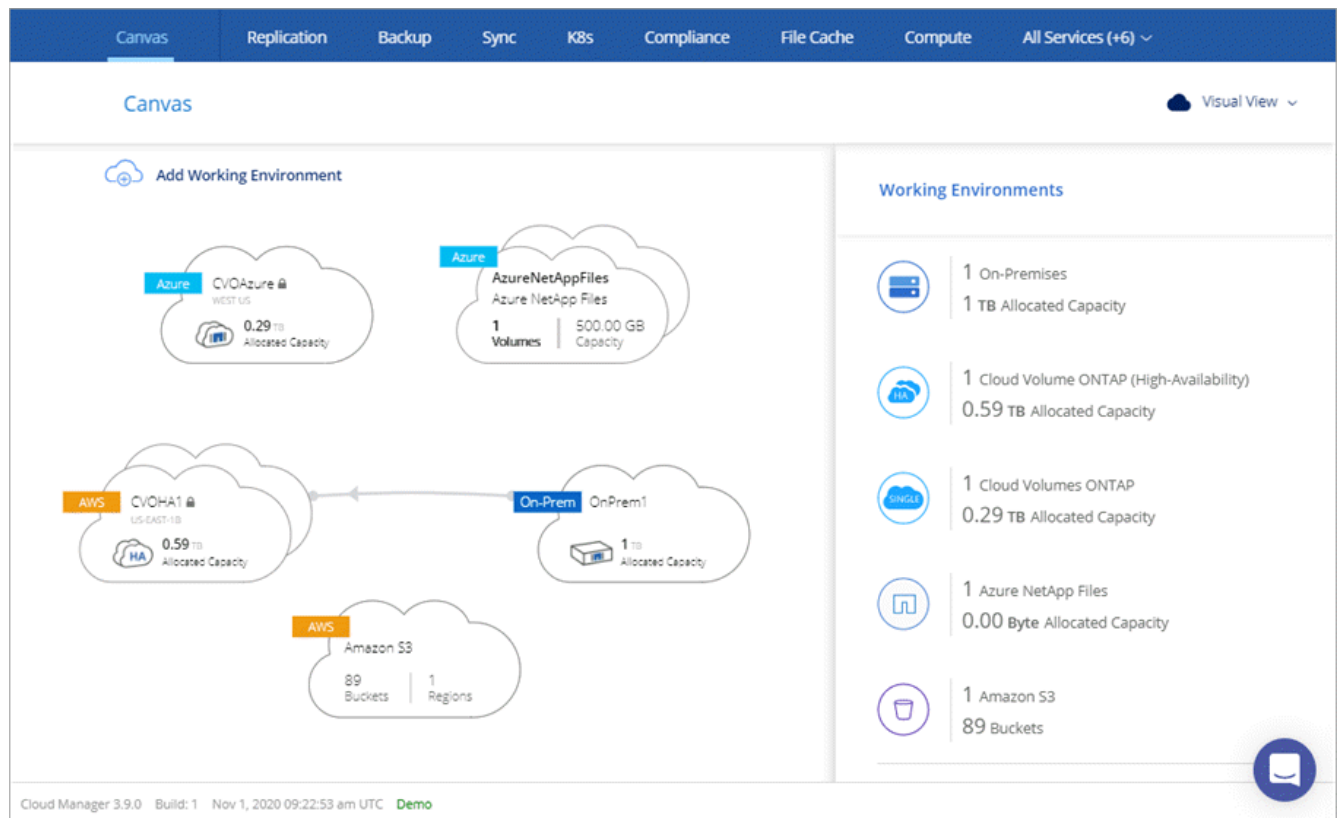 Canvas Replication Backup Sync K8s Compliance File Cache Compute All Services (+6)
Canvas
Visual View
Add Working Environment
Azure
CVOAzure
WEST US
0.29 TB
Allocated Capacity
Azure
AzureNetAppFiles
Azure NetApp Files
1
Volumes
500.00 GB
Capacity
AWS
CVOHA1
US-EAST-1B
HA
0.59 TB
Allocated Capacity
On-Prem
OnPrem1
1 TB
Allocated Capacity
AWS
Amazon S3
89
Buckets
1
Regions
Working Environments
1 On-Premises
1 TB Allocated Capacity
HA
1 Cloud Volume ONTAP (High-Availability)
0.59 TB Allocated Capacity
SINGLE
1 Cloud Volumes ONTAP
0.29 TB Allocated Capacity
1 Azure NetApp Files
0.00 Byte Allocated Capacity
1 Amazon S3
89 Buckets
Cloud Manager 3.9.0 Build: 1 Nov 1, 2020 09:22:53 am UTC Demo